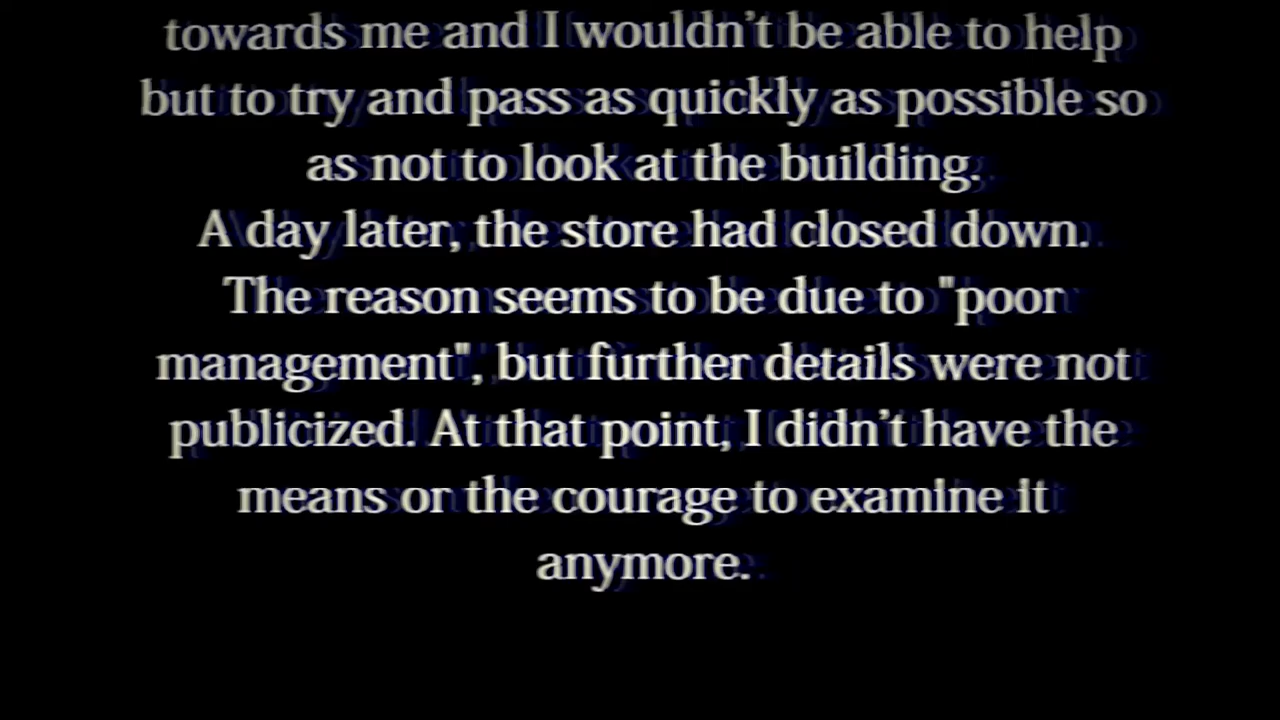 towards me and I wouldn’t be able to help
but to try and pass as quickly as possible so
as not to look at the building.
A day later, the store had closed down.
The reason seems to be due to "poor
management", but further details were not
publicized. At that point, I didn’t have the
means or the courage to examine it
anymore.